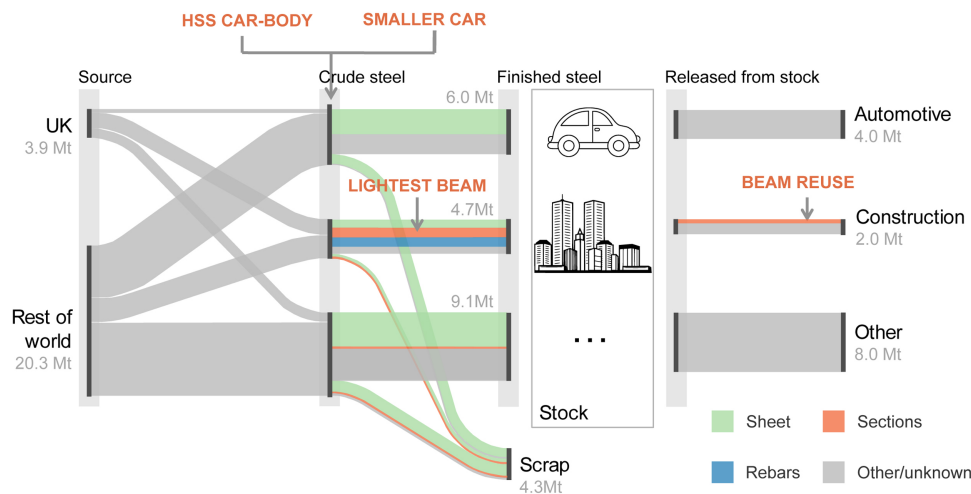 HSS CAR-BODY
SMALLER CAR
Source
Crude steel
Finished steel
Released from stock
6.0 Mt
UK
3.9 Mt
Automotive
4.0 Mt
LIGHTEST BEAM
4.7Mt
BEAM REUSE
Construction
2.0 Mt
9.1Mt
Rest of
world
20.3 Mt
...
Other
8.0 Mt
Stock
Sheet
Sections
Rebars
Other/unknown
Scrap
4.3Mt